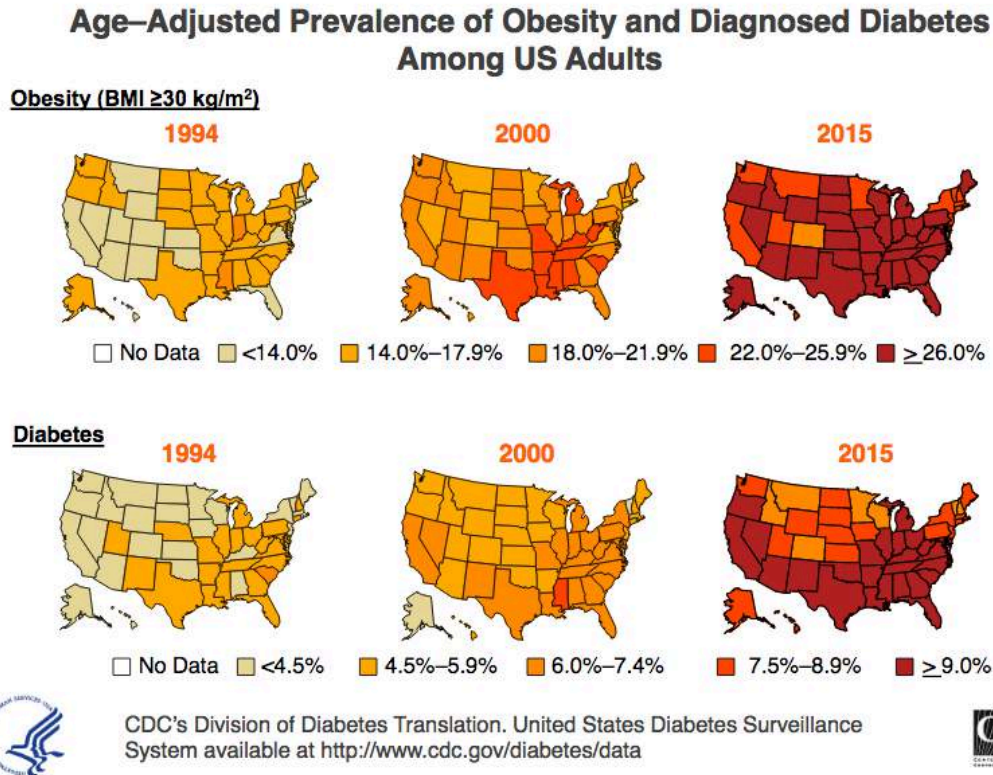 Age–Adjusted Prevalence of Obesity and Diagnosed Diabetes
Among US Adults
Obesity (BMI ≥30 kg/m²)
1994 2000 2015
No Data <14.0% 14.0%–17.9% 18.0%–21.9% 22.0%–25.9% ≥26.0%
Diabetes
1994 2000 2015
No Data <4.5% 4.5%–5.9% 6.0%–7.4% 7.5%–8.9% ≥9.0%
CDC's Division of Diabetes Translation. United States Diabetes Surveillance
System available at http://www.cdc.gov/diabetes/data